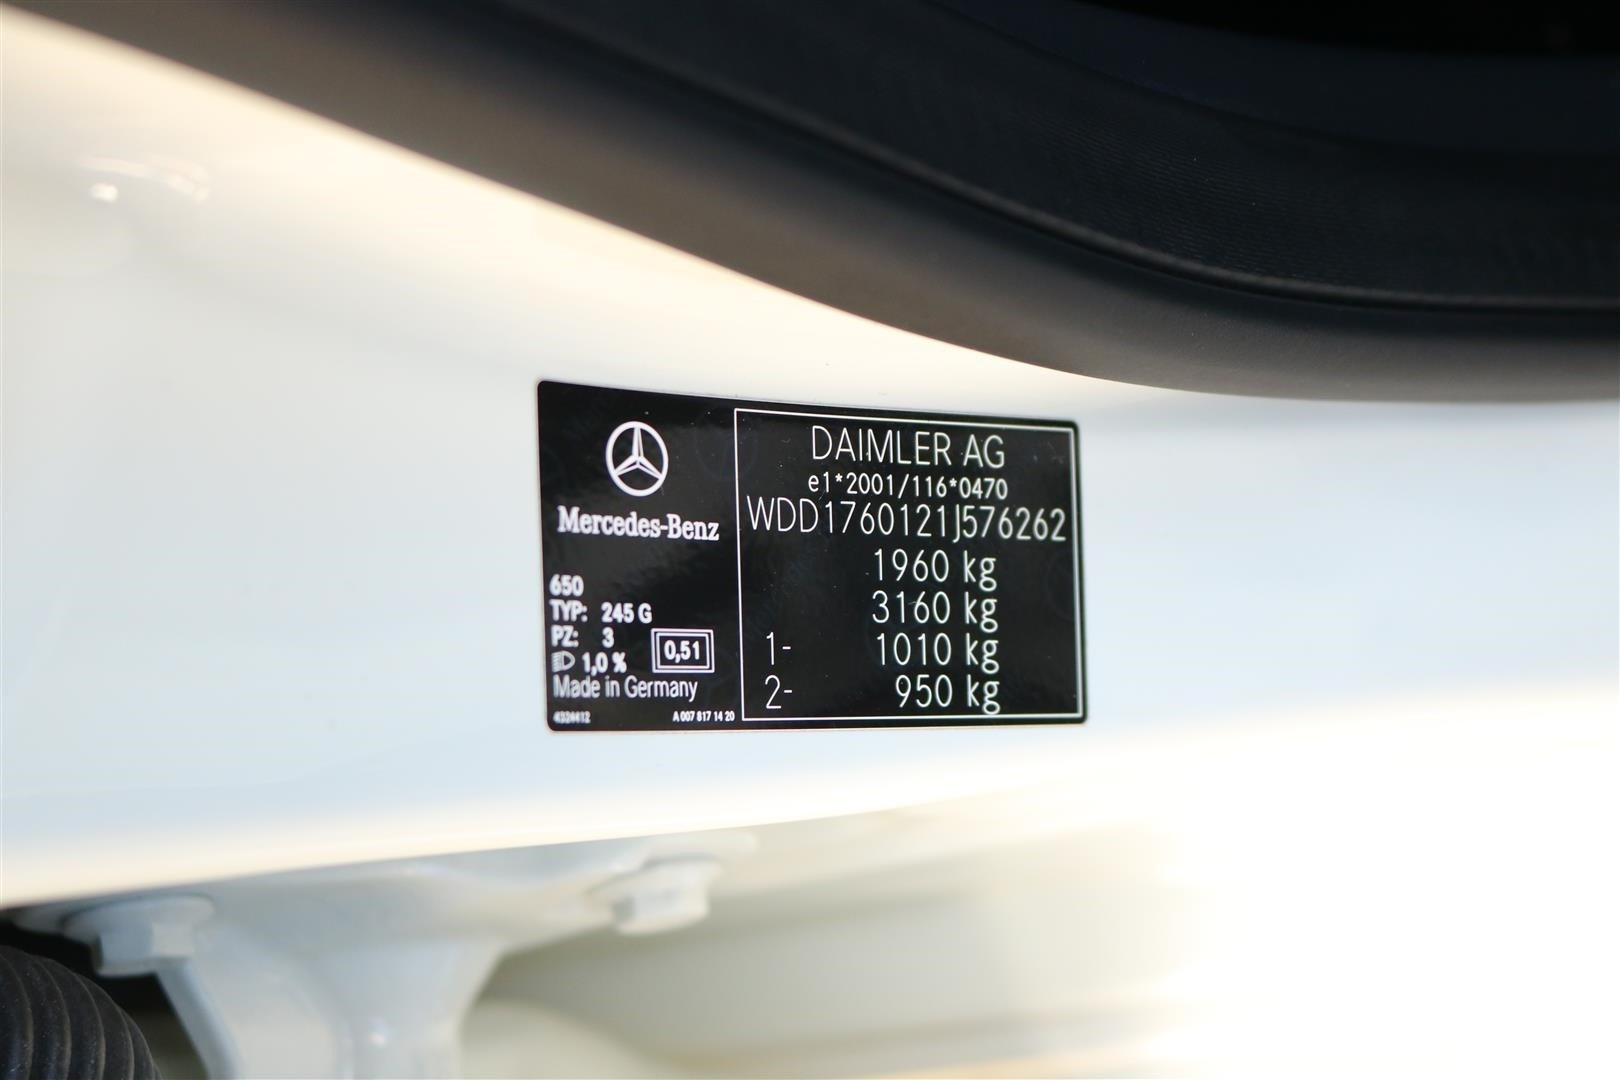 Mercedes-Benz
650
TYP: 245 G
PZ: 3
1,0 %
0,51
Made in Germany
A 007 817 14 20
DAIMLER AG
e1*2001/116*0470
WDD1760121J576262
1960 kg
3160 kg
1- 1010 kg
2- 950 kg